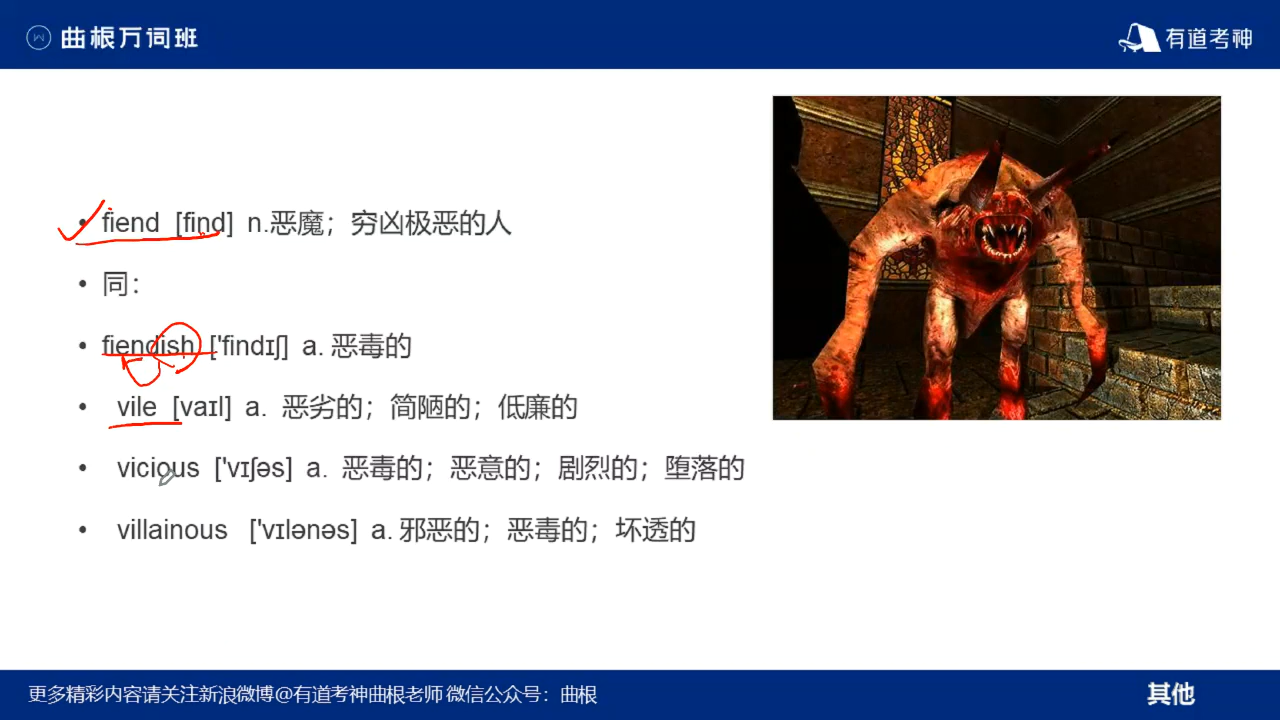 曲根万词班
有道考神
• fiend [find] n.恶魔；穷凶极恶的人
• 同：
• fiendish ['findɪʃ] a. 恶毒的
• vile [vaɪl] a. 恶劣的；简陋的；低廉的
• vicious ['vɪʃəs] a. 恶毒的；恶意的；剧烈的；堕落的
• villainous ['vɪlənəs] a. 邪恶的；恶毒的；坏透的
更多精彩内容请关注新浪微博@有道考神曲根老师 微信公众号：曲根
其他